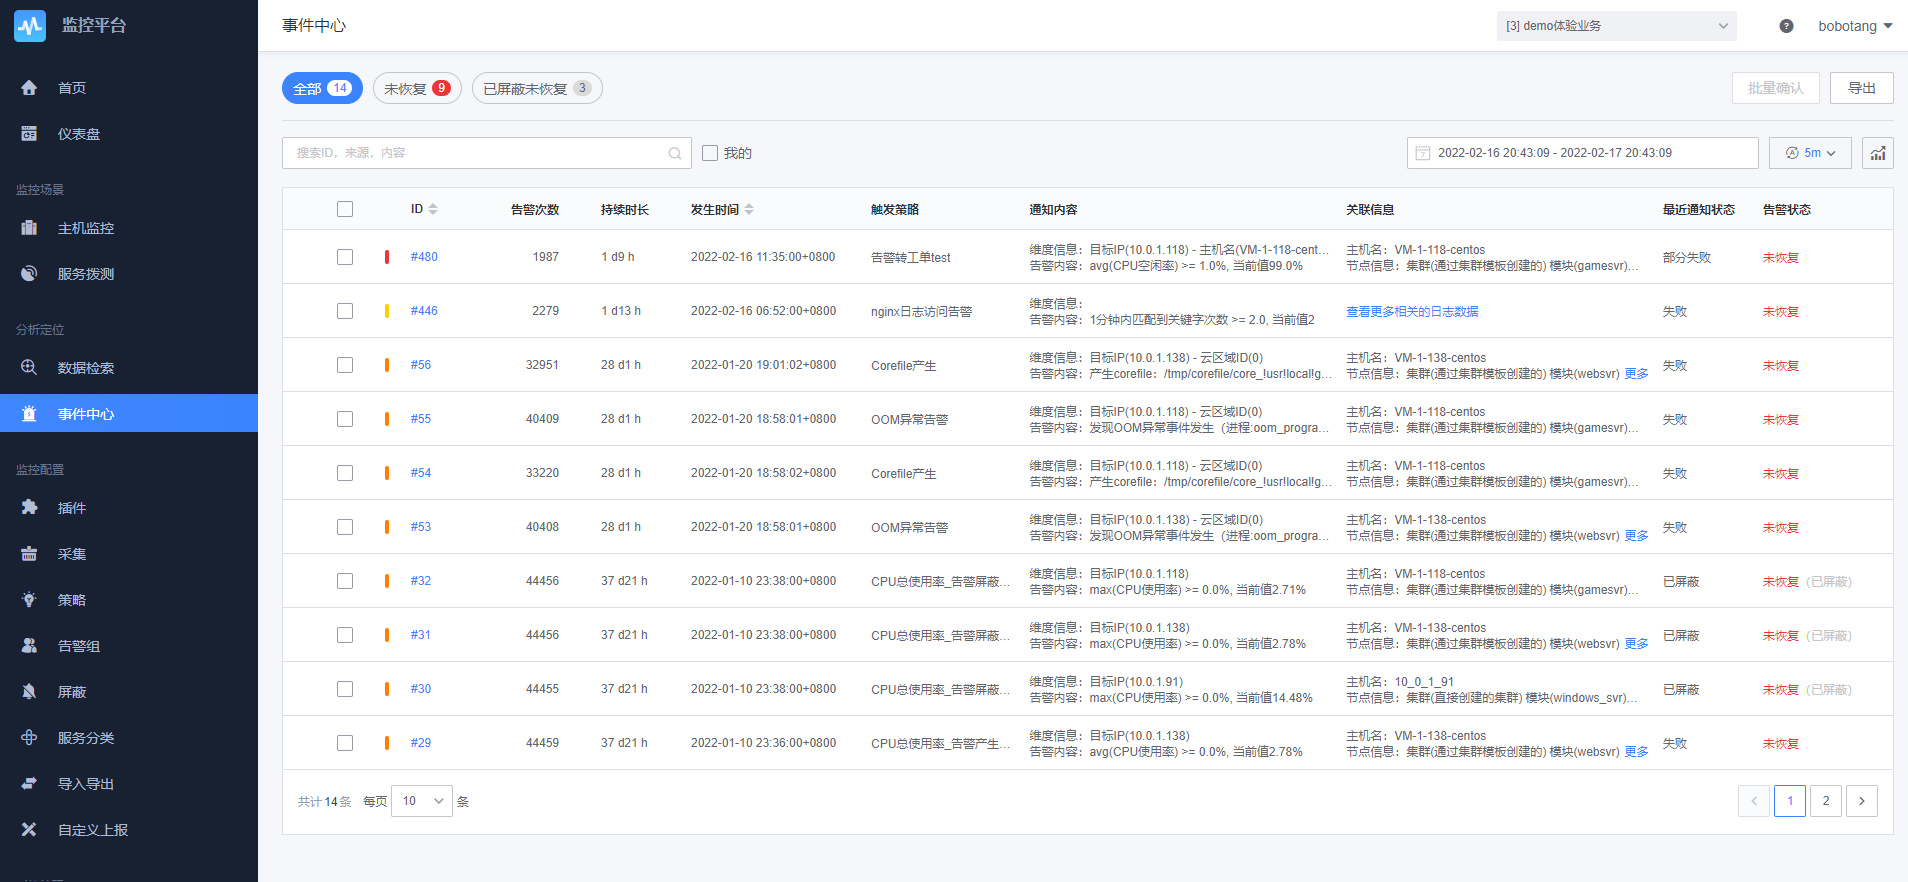 监控平台
首页
仪表盘
监控场景
主机监控
服务拨测
分析定位
数据检索
事件中心
监控配置
插件
采集
策略
告警组
屏蔽
服务分类
导入导出
自定义上报
事件中心
[3] demo体验业务
bobotang
全部 14
未恢复 9
已屏蔽未恢复 3
批量确认
导出
搜索ID，来源，内容
我的
2022-02-16 20:43:09 - 2022-02-17 20:43:09
5m
ID 告警次数 持续时长 发生时间 触发策略 通知内容 关联信息 最近通知状态 告警状态
#480 1987 1 d9 h 2022-02-16 11:35:00+0800 告警转工单test
维度信息：目标IP(10.0.1.118) - 主机名(VM-1-118-cent...
告警内容：avg(CPU空闲率) >= 1.0%, 当前值99.0%
主机名：VM-1-118-centos
节点信息：集群(通过集群模板创建的) 模块(gamesvr)...
部分失败 未恢复
#446 2279 1 d13 h 2022-02-16 06:52:00+0800 nginx日志访问告警
维度信息：
告警内容：1分钟内匹配到关键字次数 >= 2.0, 当前值2
查看更多相关的日志数据
失败 未恢复
#56 32951 28 d1 h 2022-01-20 19:01:02+0800 Corefile产生
维度信息：目标IP(10.0.1.138) - 云区域ID(0)
告警内容：产生corefile：/tmp/corefile/core_!usr!local!g...
主机名：VM-1-138-centos
节点信息：集群(通过集群模板创建的) 模块(websvr) 更多
失败 未恢复
#55 40409 28 d1 h 2022-01-20 18:58:01+0800 OOM异常告警
维度信息：目标IP(10.0.1.118) - 云区域ID(0)
告警内容：发现OOM异常事件发生（进程:oom_progra...
主机名：VM-1-118-centos
节点信息：集群(通过集群模板创建的) 模块(gamesvr)...
失败 未恢复
#54 33220 28 d1 h 2022-01-20 18:58:02+0800 Corefile产生
维度信息：目标IP(10.0.1.118) - 云区域ID(0)
告警内容：产生corefile：/tmp/corefile/core_!usr!local!g...
主机名：VM-1-118-centos
节点信息：集群(通过集群模板创建的) 模块(gamesvr)...
失败 未恢复
#53 40408 28 d1 h 2022-01-20 18:58:01+0800 OOM异常告警
维度信息：目标IP(10.0.1.138) - 云区域ID(0)
告警内容：发现OOM异常事件发生（进程:oom_progra...
主机名：VM-1-138-centos
节点信息：集群(通过集群模板创建的) 模块(websvr) 更多
失败 未恢复
#32 44456 37 d21 h 2022-01-10 23:38:00+0800 CPU总使用率_告警屏蔽...
维度信息：目标IP(10.0.1.118)
告警内容：max(CPU使用率) >= 0.0%, 当前值2.71%
主机名：VM-1-118-centos
节点信息：集群(通过集群模板创建的) 模块(gamesvr)...
已屏蔽 未恢复 (已屏蔽)
#31 44456 37 d21 h 2022-01-10 23:38:00+0800 CPU总使用率_告警屏蔽...
维度信息：目标IP(10.0.1.138)
告警内容：max(CPU使用率) >= 0.0%, 当前值2.78%
主机名：VM-1-138-centos
节点信息：集群(通过集群模板创建的) 模块(websvr) 更多
已屏蔽 未恢复 (已屏蔽)
#30 44455 37 d21 h 2022-01-10 23:38:00+0800 CPU总使用率_告警屏蔽...
维度信息：目标IP(10.0.1.91)
告警内容：max(CPU使用率) >= 0.0%, 当前值14.48%
主机名：10_0_1_91
节点信息：集群(直接创建的集群) 模块(windows_svr)...
已屏蔽 未恢复 (已屏蔽)
#29 44459 37 d21 h 2022-01-10 23:36:00+0800 CPU总使用率_告警产生...
维度信息：目标IP(10.0.1.138)
告警内容：avg(CPU使用率) >= 0.0%, 当前值2.78%
主机名：VM-1-138-centos
节点信息：集群(通过集群模板创建的) 模块(websvr) 更多
失败 未恢复
共计14条 每页 10 条
1 2